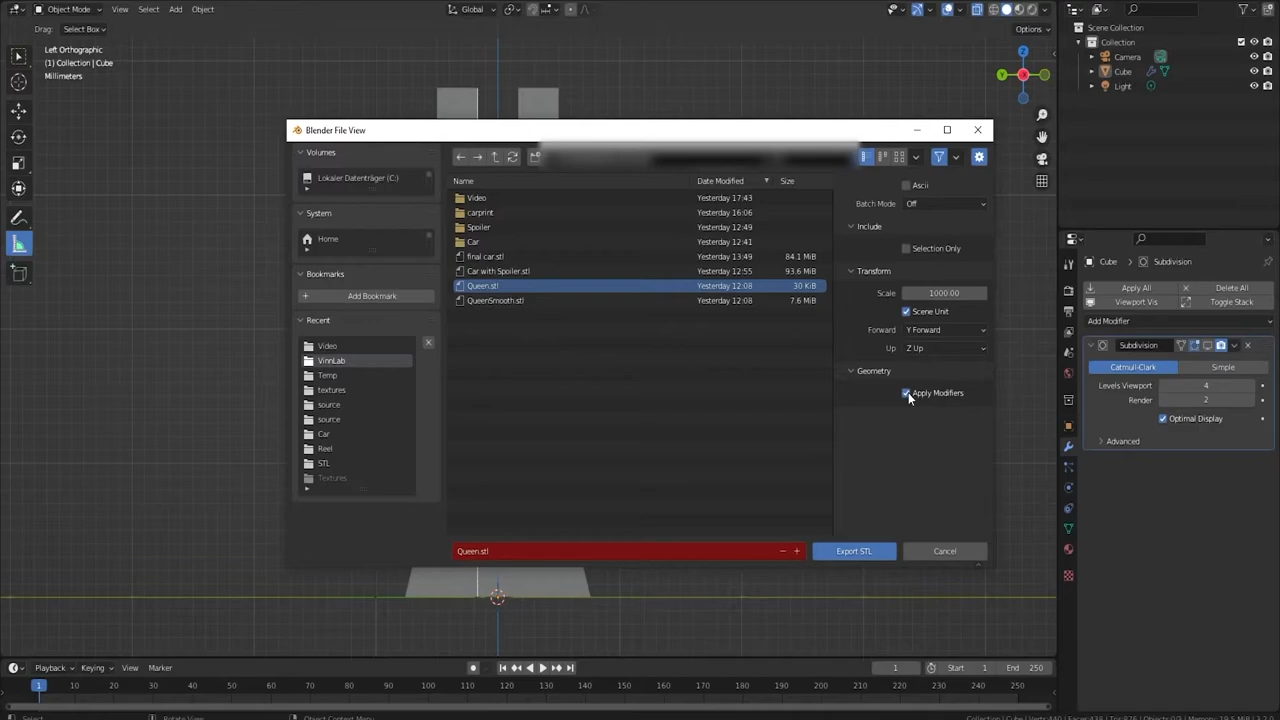 Object Mode View Select Add Object Global
Drag: Select Box Options
Left Orthographic
(1) Collection | Cube
Millimeters
Z
Y
X
Scene Collection
Collection
Camera
Cube
Light
Blender File View
Volumes
Lokaler Datenträger (C:)
System
Home
Bookmarks
Add Bookmark
Recent
Video
VinnLab
Temp
textures
source
source
Car
Reel
STL
Textures
Name Date Modified Size
Video Yesterday 17:43
carprint Yesterday 16:06
Spoiler Yesterday 12:49
Car Yesterday 12:41
final car.stl Yesterday 13:49 84.1 MiB
Car with Spoiler.stl Yesterday 12:55 93.6 MiB
Queen.stl Yesterday 12:08 30 KiB
QueenSmooth.stl Yesterday 12:08 7.6 MiB
Ascii
Batch Mode Off
Include
Selection Only
Transform
Scale 1000.00
Scene Unit
Forward Y Forward
Up Z Up
Geometry
Apply Modifiers
Queen.stl Export STL Cancel
Cube Subdivision
Apply All Delete All
Viewport Vis Toggle Stack
Add Modifier
Subdivision
Catmull-Clark Simple
Levels Viewport 4
Render 2
Optimal Display
Advanced
Playback Keying View Marker 1 Start 1 End 250
1 10 20 30 40 50 60 70 80 90 100 110 120 130 140 150 160 170 180 190 200 210 220 230 240 250